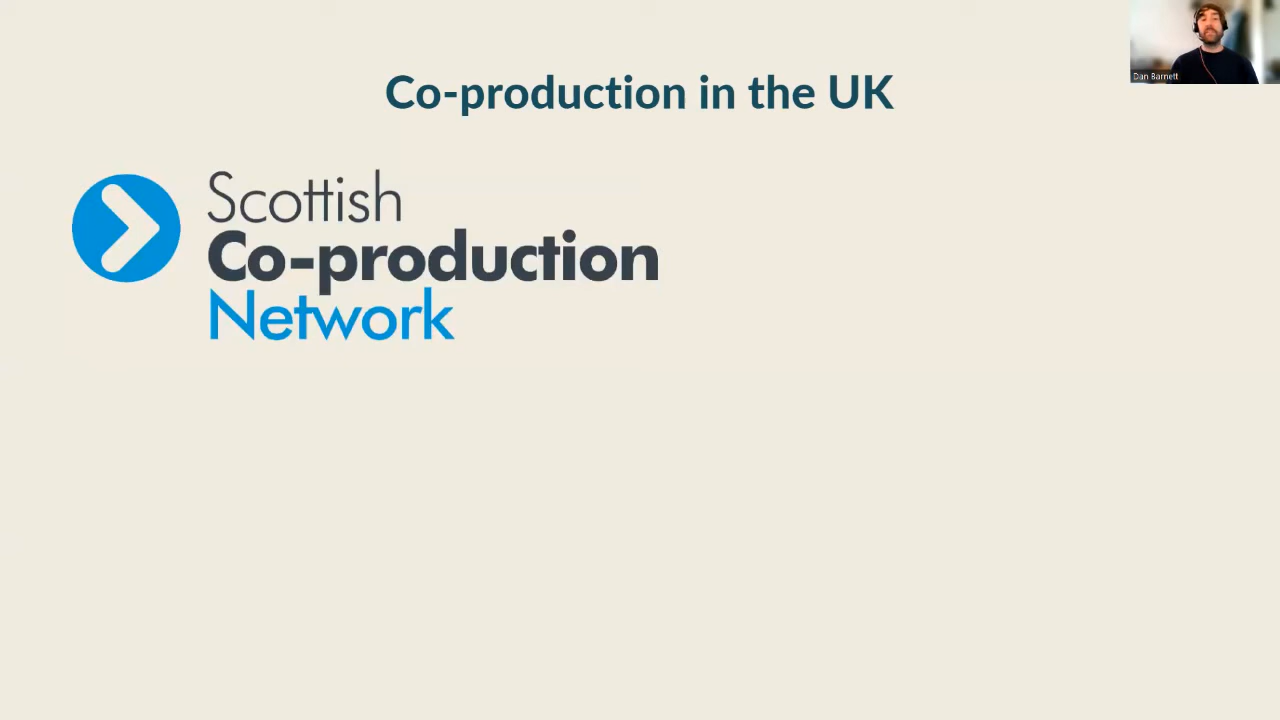 Co-production in the UK
Dan Barnett
Scottish
Co-production
Network